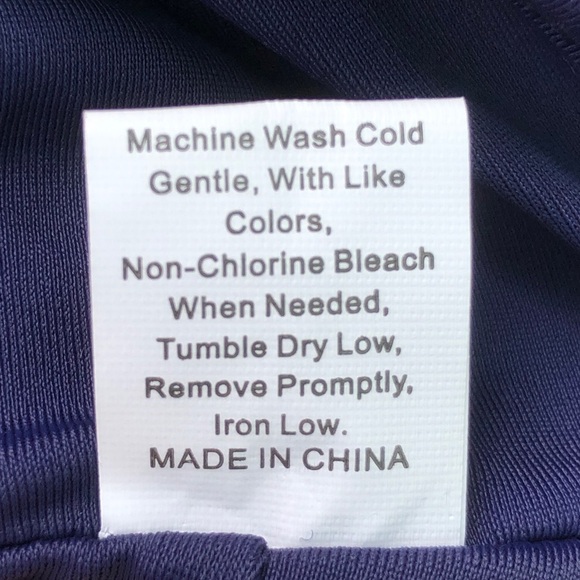 Machine Wash Cold
Gentle, With Like
Colors,
Non-Chlorine Bleach
When Needed,
Tumble Dry Low,
Remove Promptly,
Iron Low.
MADE IN CHINA